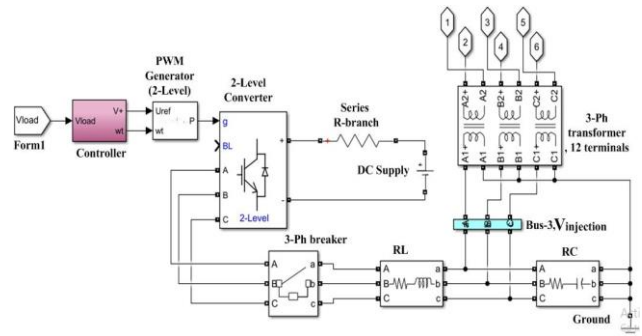 1
3
5
2
4
6
PWM
Generator
(2-Level)
2-Level
Converter
Series
R-branch
A2+
A2
B2+
B2
C2+
C2
3-Ph
transformer
, 12 terminals
A1+
A1
B1+
B1
C1+
C1
Vload
Form1
Vload
V+
wt
Controller
Uref
wt
P
g
BL
A
B
C
+
-
2-Level
DC Supply
+
A
B
C
Bus-3,Vinjection
3-Ph breaker
A
B
C
a
b
c
RL
A
B
C
a
b
c
RC
A
B
C
a
b
c
Ground